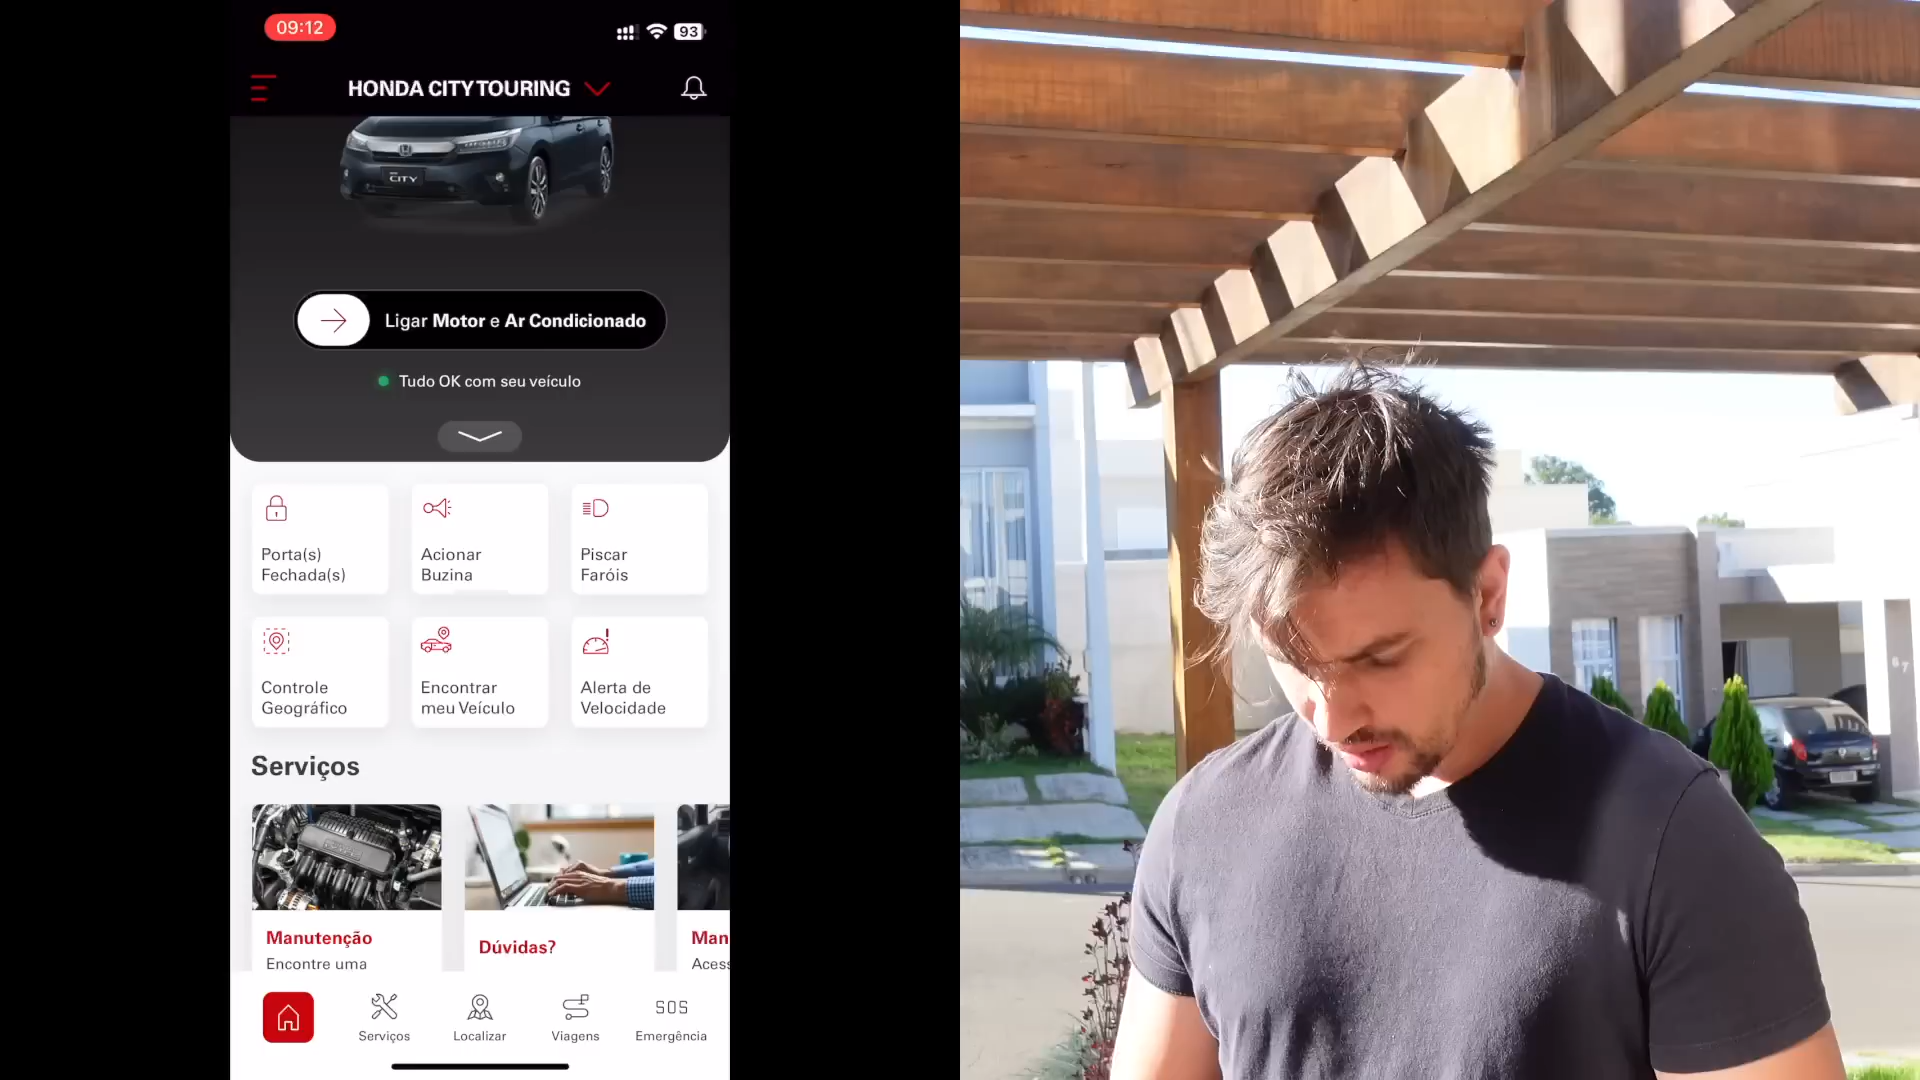 09:12
93
HONDA CITY TOURING
CITY
Ligar Motor e Ar Condicionado
Tudo OK com seu veículo
Porta(s)
Fechada(s)
Acionar
Buzina
Piscar
Faróis
Controle
Geográfico
Encontrar
meu Veículo
Alerta de
Velocidade
Serviços
Manutenção
Encontre uma
Dúvidas?
Man
Aces
Serviços
Localizar
Viagens
SOS
Emergência
67